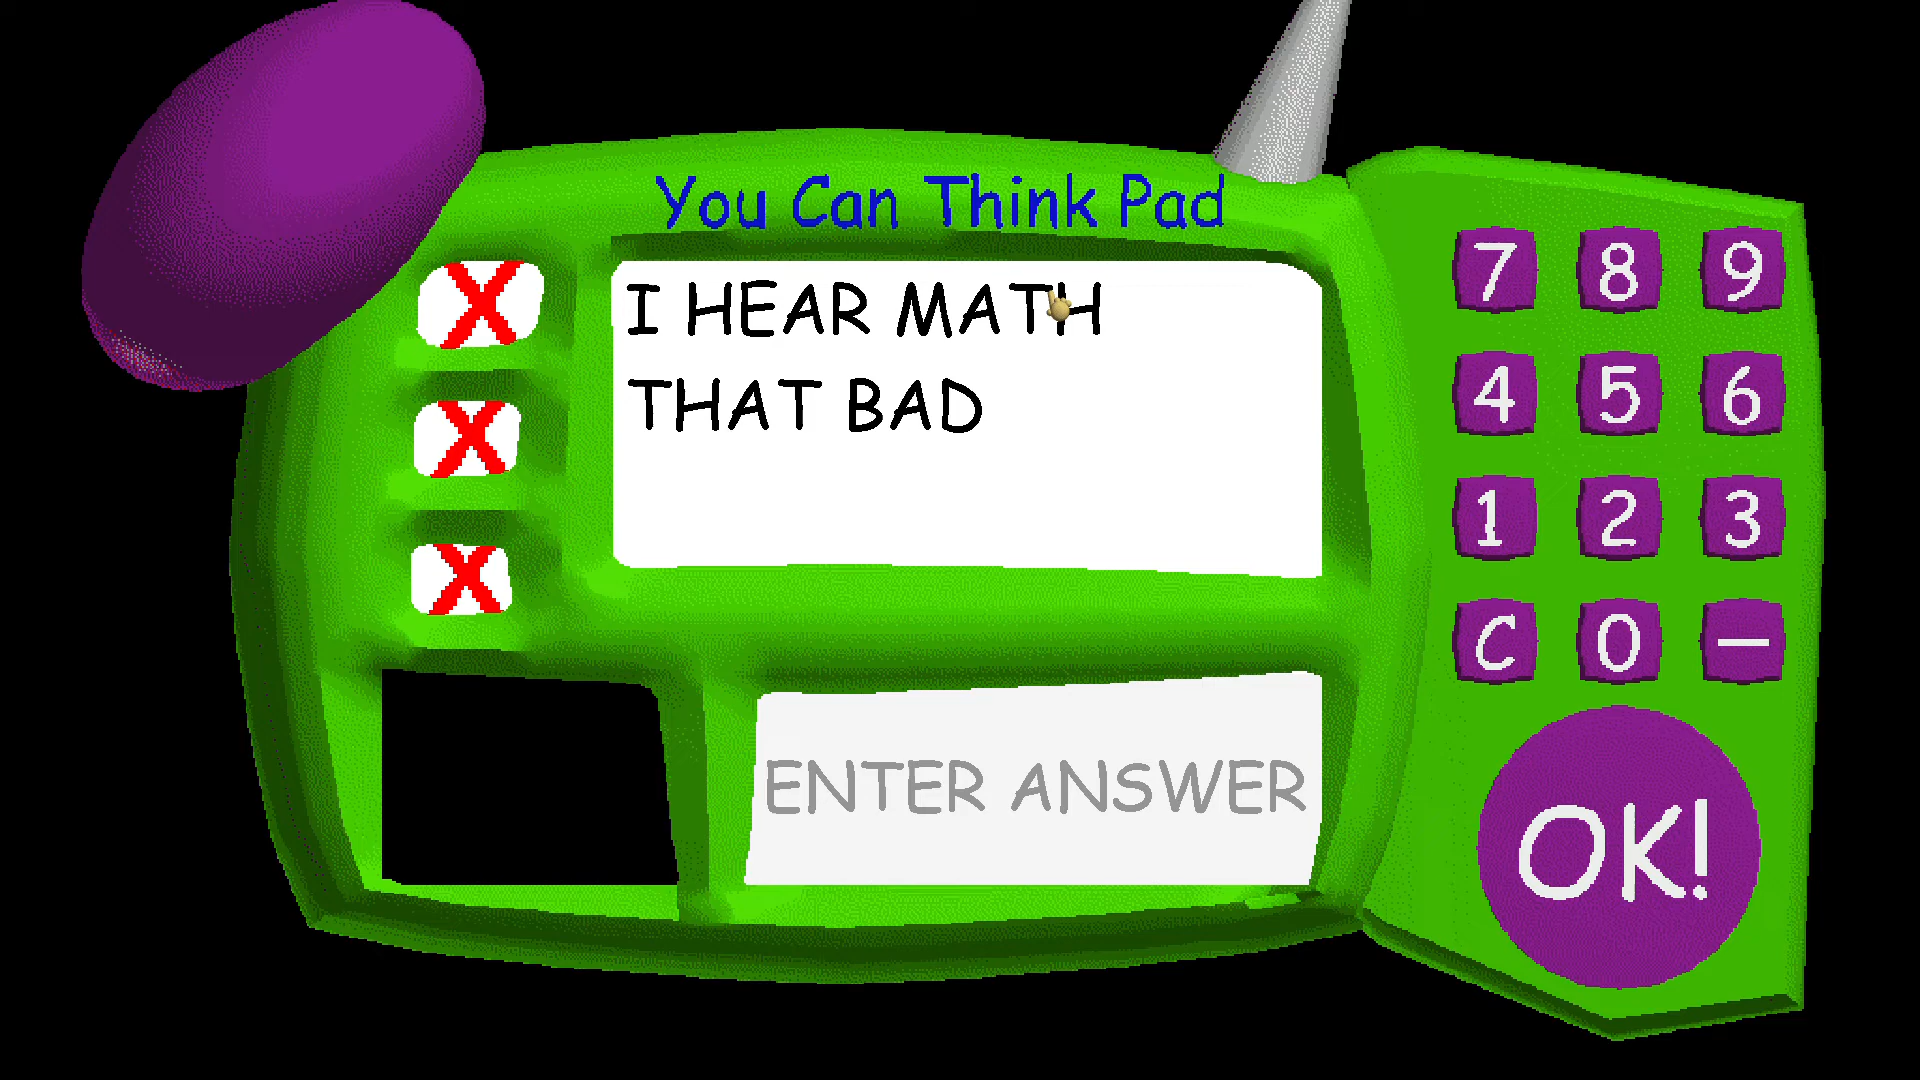 You Can Think Pad
I HEAR MATH
THAT BAD
ENTER ANSWER
7 8 9
4 5 6
1 2 3
C 0 —
OK!